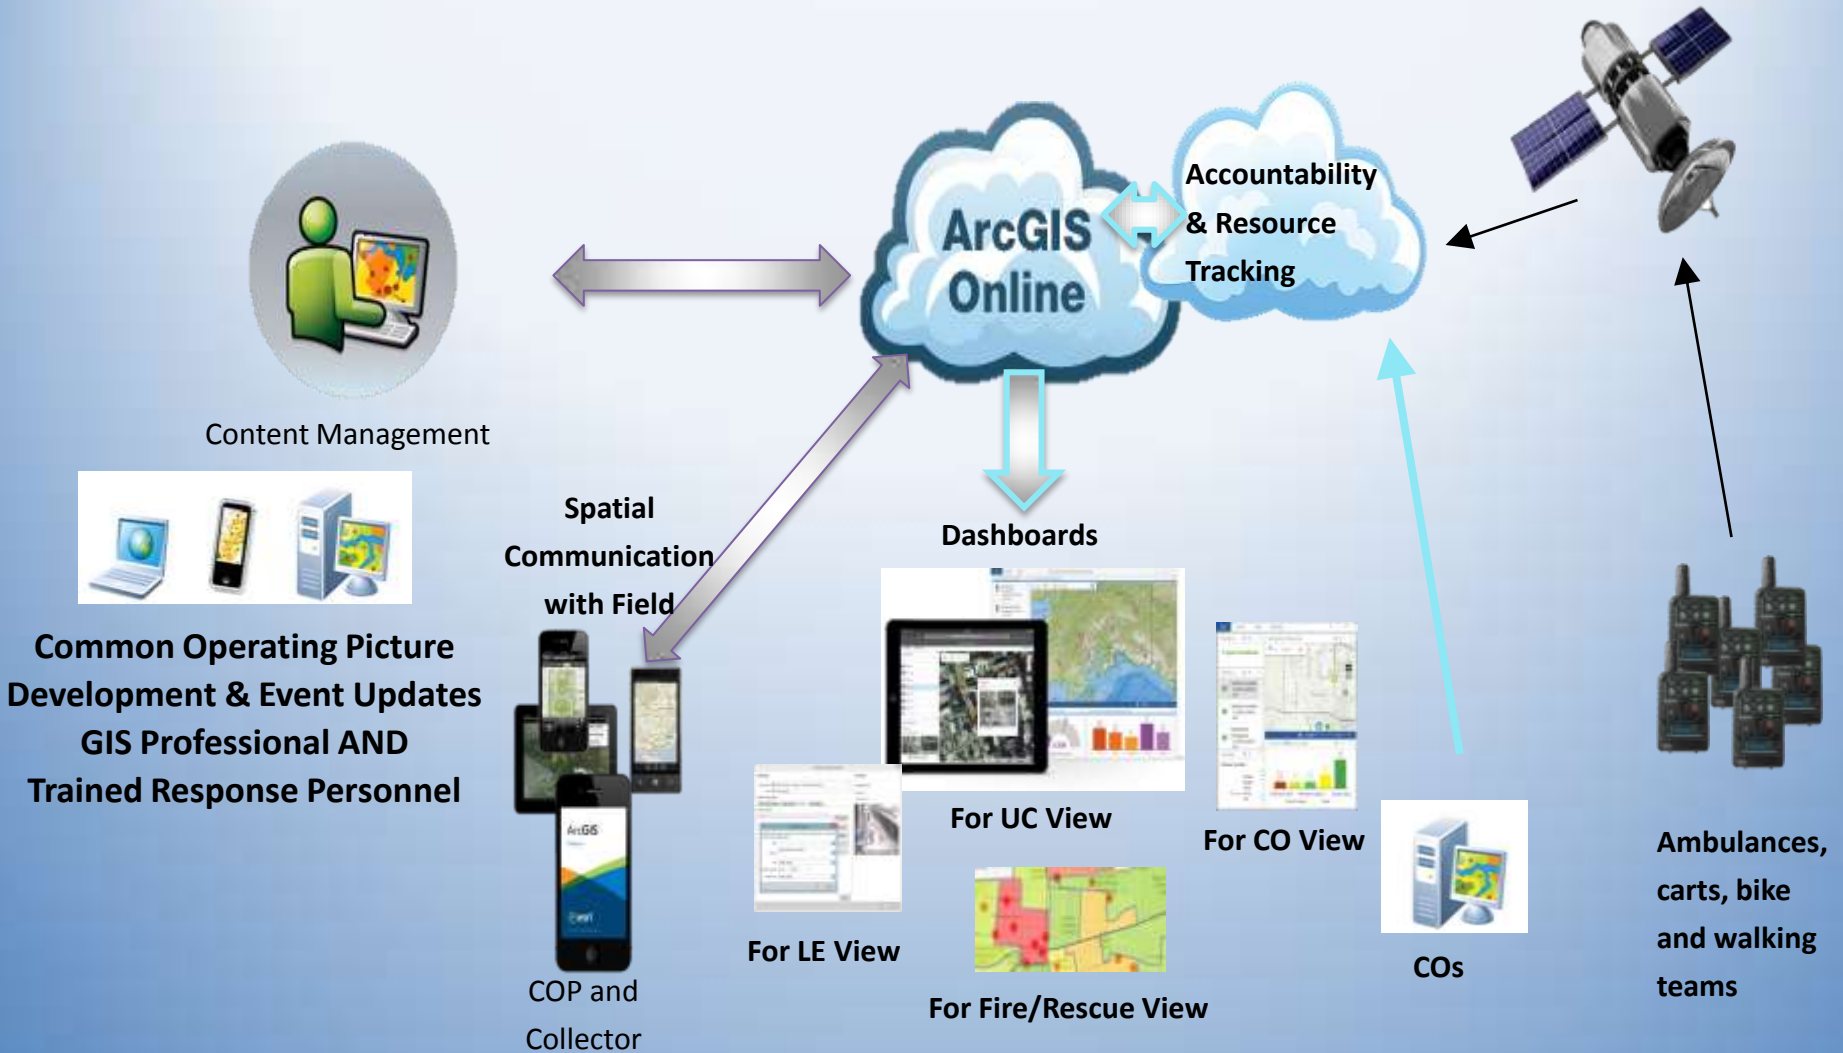 ArcGIS
Online
Accountability
& Resource
Tracking
Content Management
Common Operating Picture
Development & Event Updates
GIS Professional AND
Trained Response Personnel
Spatial
Communication
with Field
ArcGIS
esri
COP and
Collector
Dashboards
For UC View
For CO View
For LE View
For Fire/Rescue View
COs
Ambulances,
carts, bike
and walking
teams